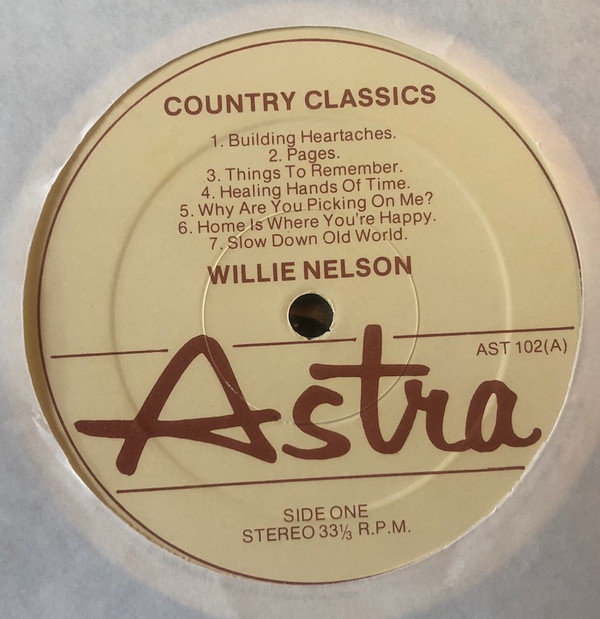 COUNTRY CLASSICS
1. Building Heartaches.
2. Pages.
3. Things To Remember.
4. Healing Hands Of Time.
5. Why Are You Picking On Me?
6. Home Is Where You're Happy.
7. Slow Down Old World.
WILLIE NELSON
AST 102(A)
Astra
SIDE ONE
STEREO 33⅓ R.P.M.